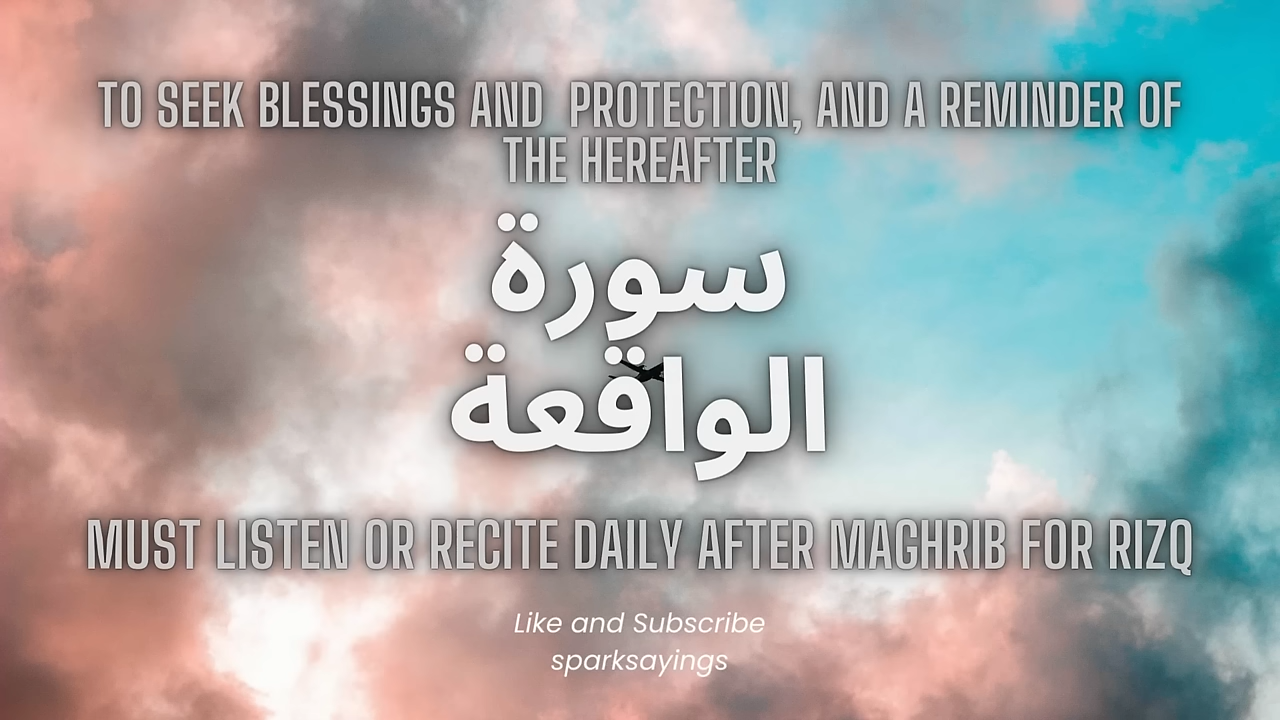 TO SEEK BLESSINGS AND PROTECTION, AND A REMINDER OF
THE HEREAFTER
سورة
الواقعة
MUST LISTEN OR RECITE DAILY AFTER MAGHRIB FOR RIZQ
Like and Subscribe
sparksayings